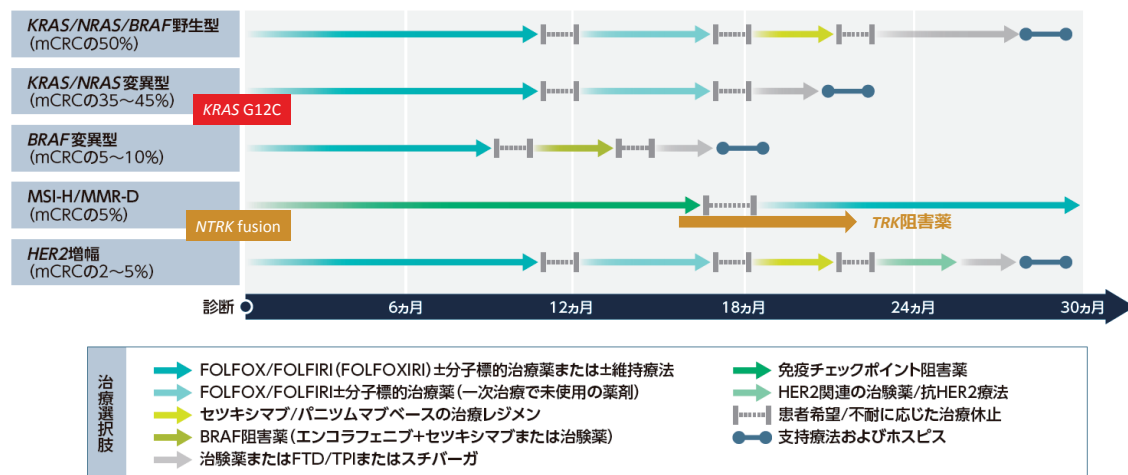 KRAS/NRAS/BRAF野生型
(mCRCの50%)
KRAS/NRAS変異型
(mCRCの35~45%)
KRAS G12C
BRAF変異型
(mCRCの5~10%)
MSI-H/MMR-D
(mCRCの5%)
NTRK fusion
TRK阻害薬
HER2増幅
(mCRCの2~5%)
診断
6ヵ月
12ヵ月
18ヵ月
24ヵ月
30ヵ月
治療選択肢
FOLFOX/FOLFIRI(FOLFOXIRI)±分子標的治療薬または±維持療法
FOLFOX/FOLFIRI±分子標的治療薬(一次治療で未使用の薬剤)
セツキシマブ/パニツムマブベースの治療レジメン
BRAF阻害薬(エンコラフェニブ+セツキシマブまたは治験薬)
治験薬またはFTD/TPIまたはスチバーガ
免疫チェックポイント阻害薬
HER2関連の治験薬/抗HER2療法
患者希望/不耐に応じた治療休止
支持療法およびホスピス